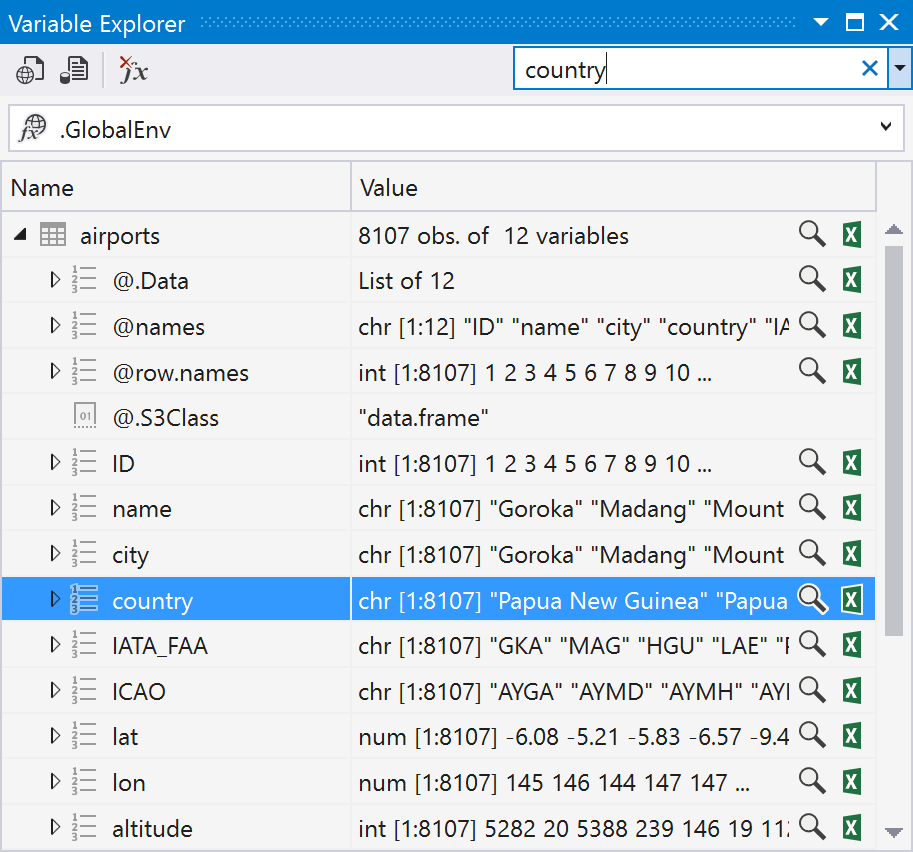 Variable Explorer
country
.GlobalEnv
Name Value
airports 8107 obs. of 12 variables
@.Data List of 12
@names chr [1:12] "ID" "name" "city" "country" "IA
@row.names int [1:8107] 1 2 3 4 5 6 7 8 9 10 ...
@.S3Class "data.frame"
ID int [1:8107] 1 2 3 4 5 6 7 8 9 10 ...
name chr [1:8107] "Goroka" "Madang" "Mount
city chr [1:8107] "Goroka" "Madang" "Mount
country chr [1:8107] "Papua New Guinea" "Papua
IATA_FAA chr [1:8107] "GKA" "MAG" "HGU" "LAE"
ICAO chr [1:8107] "AYGA" "AYMD" "AYMH"
lat num [1:8107] -6.08 -5.21 -5.83 -6.57 -9.4
lon num [1:8107] 145 146 144 147 147 ...
altitude int [1:8107] 5282 20 5388 239 146 19